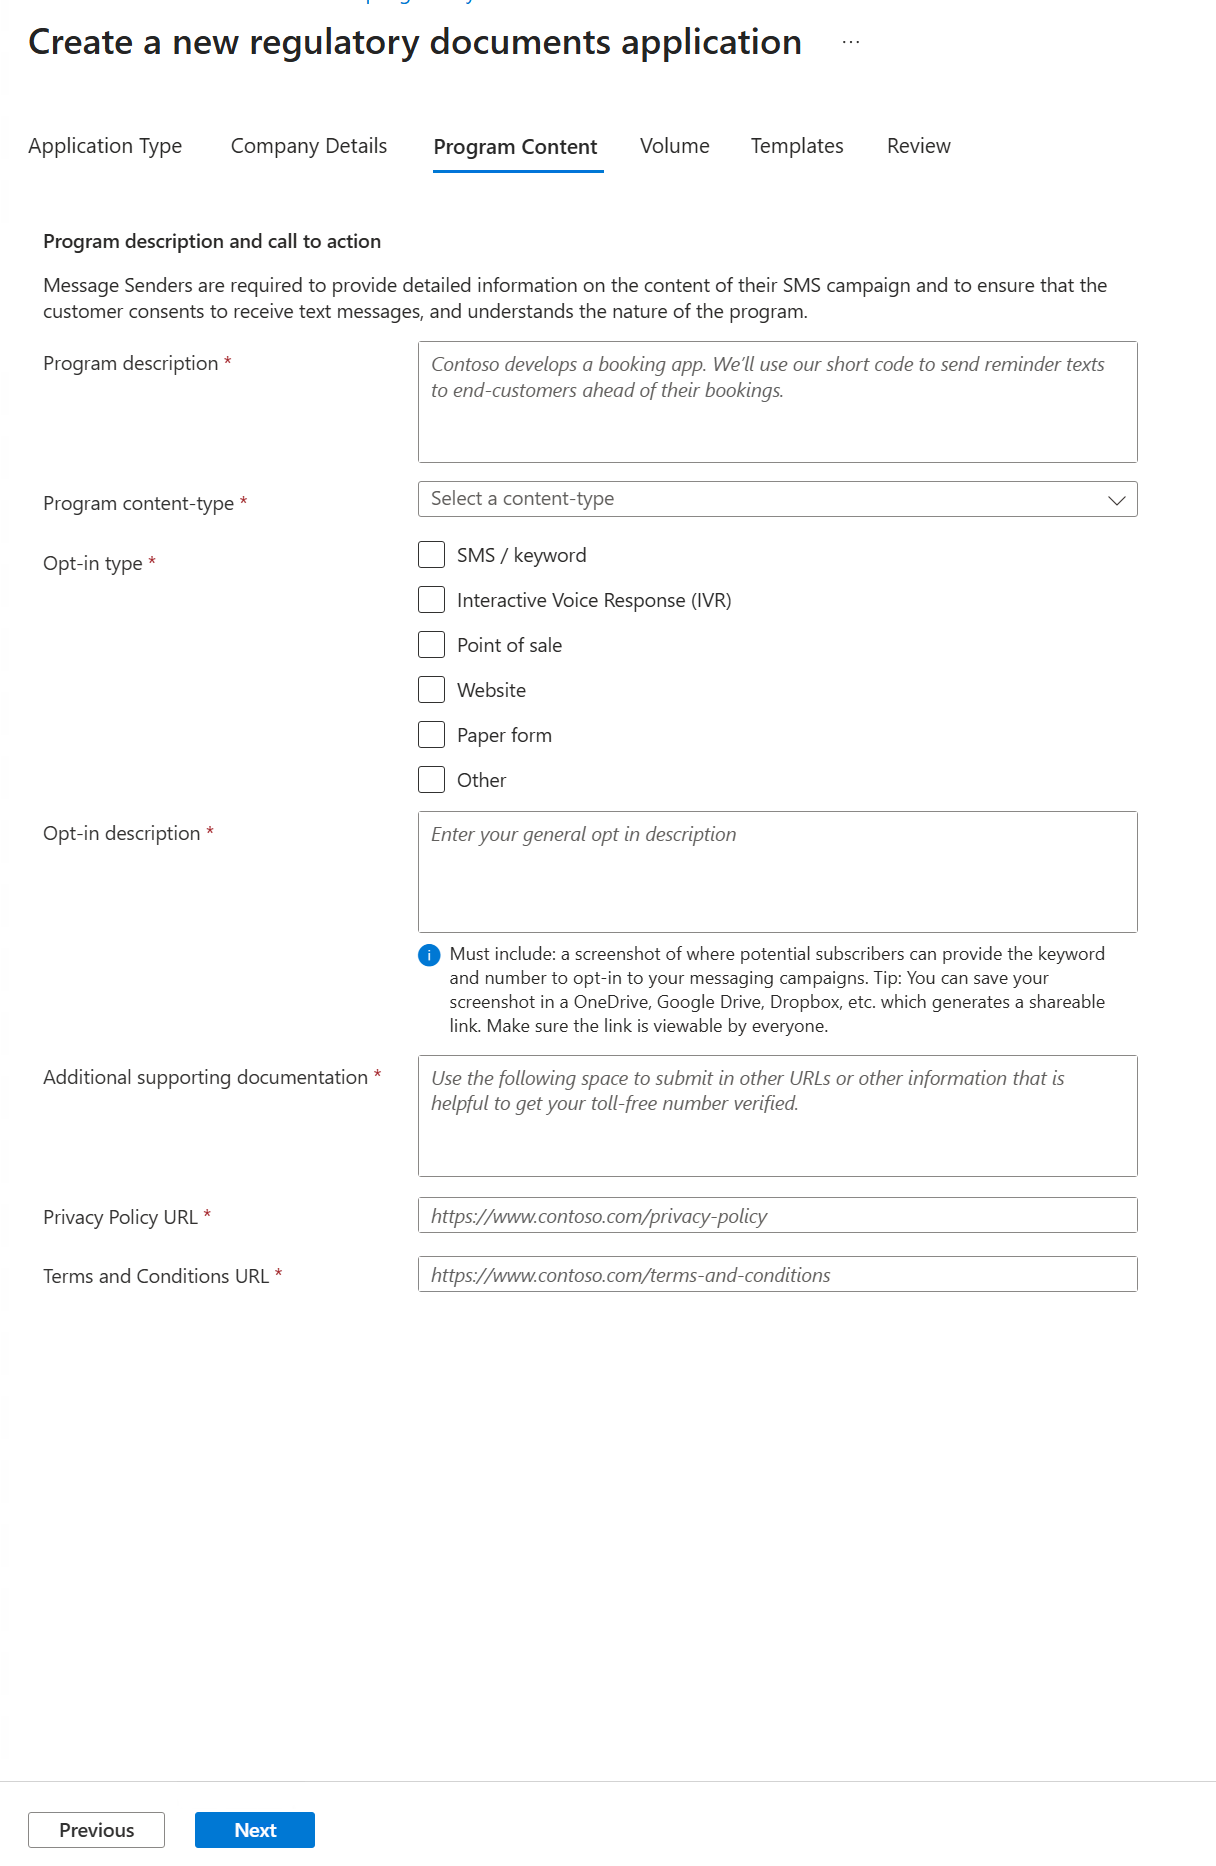 Create a new regulatory documents application ...
Application Type Company Details Program Content Volume Templates Review
Program description and call to action
Message Senders are required to provide detailed information on the content of their SMS campaign and to ensure that the
customer consents to receive text messages, and understands the nature of the program.
Program description *
Contoso develops a booking app. We'll use our short code to send reminder texts
to end-customers ahead of their bookings.
Program content-type *
Select a content-type
Opt-in type *
SMS / keyword
Interactive Voice Response (IVR)
Point of sale
Website
Paper form
Other
Opt-in description *
Enter your general opt in description
Must include: a screenshot of where potential subscribers can provide the keyword
and number to opt-in to your messaging campaigns. Tip: You can save your
screenshot in a OneDrive, Google Drive, Dropbox, etc. which generates a shareable
link. Make sure the link is viewable by everyone.
Additional supporting documentation *
Use the following space to submit in other URLs or other information that is
helpful to get your toll-free number verified.
Privacy Policy URL *
https://www.contoso.com/privacy-policy
Terms and Conditions URL *
https://www.contoso.com/terms-and-conditions
Previous Next